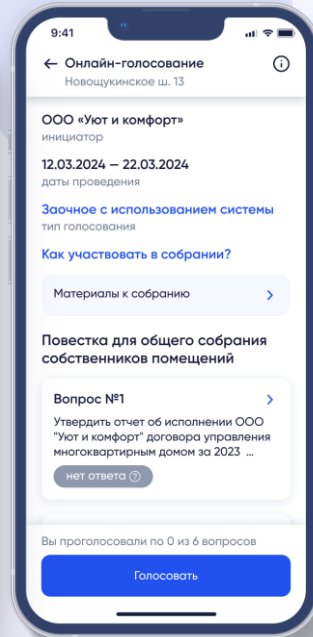 9:41
Онлайн-голосование
Новощукинское ш. 13
ООО «Уют и комфорт»
инициатор
12.03.2024 — 22.03.2024
даты проведения
Заочное с использованием системы
тип голосования
Как участвовать в собрании?
Материалы к собранию
Повестка для общего собрания
собственников помещений
Вопрос №1
Утвердить отчет об исполнении ООО
"Уют и комфорт" договора управления
многоквартирным домом за 2023 ...
нет ответа ?
Вы проголосовали по 0 из 6 вопросов
Голосовать